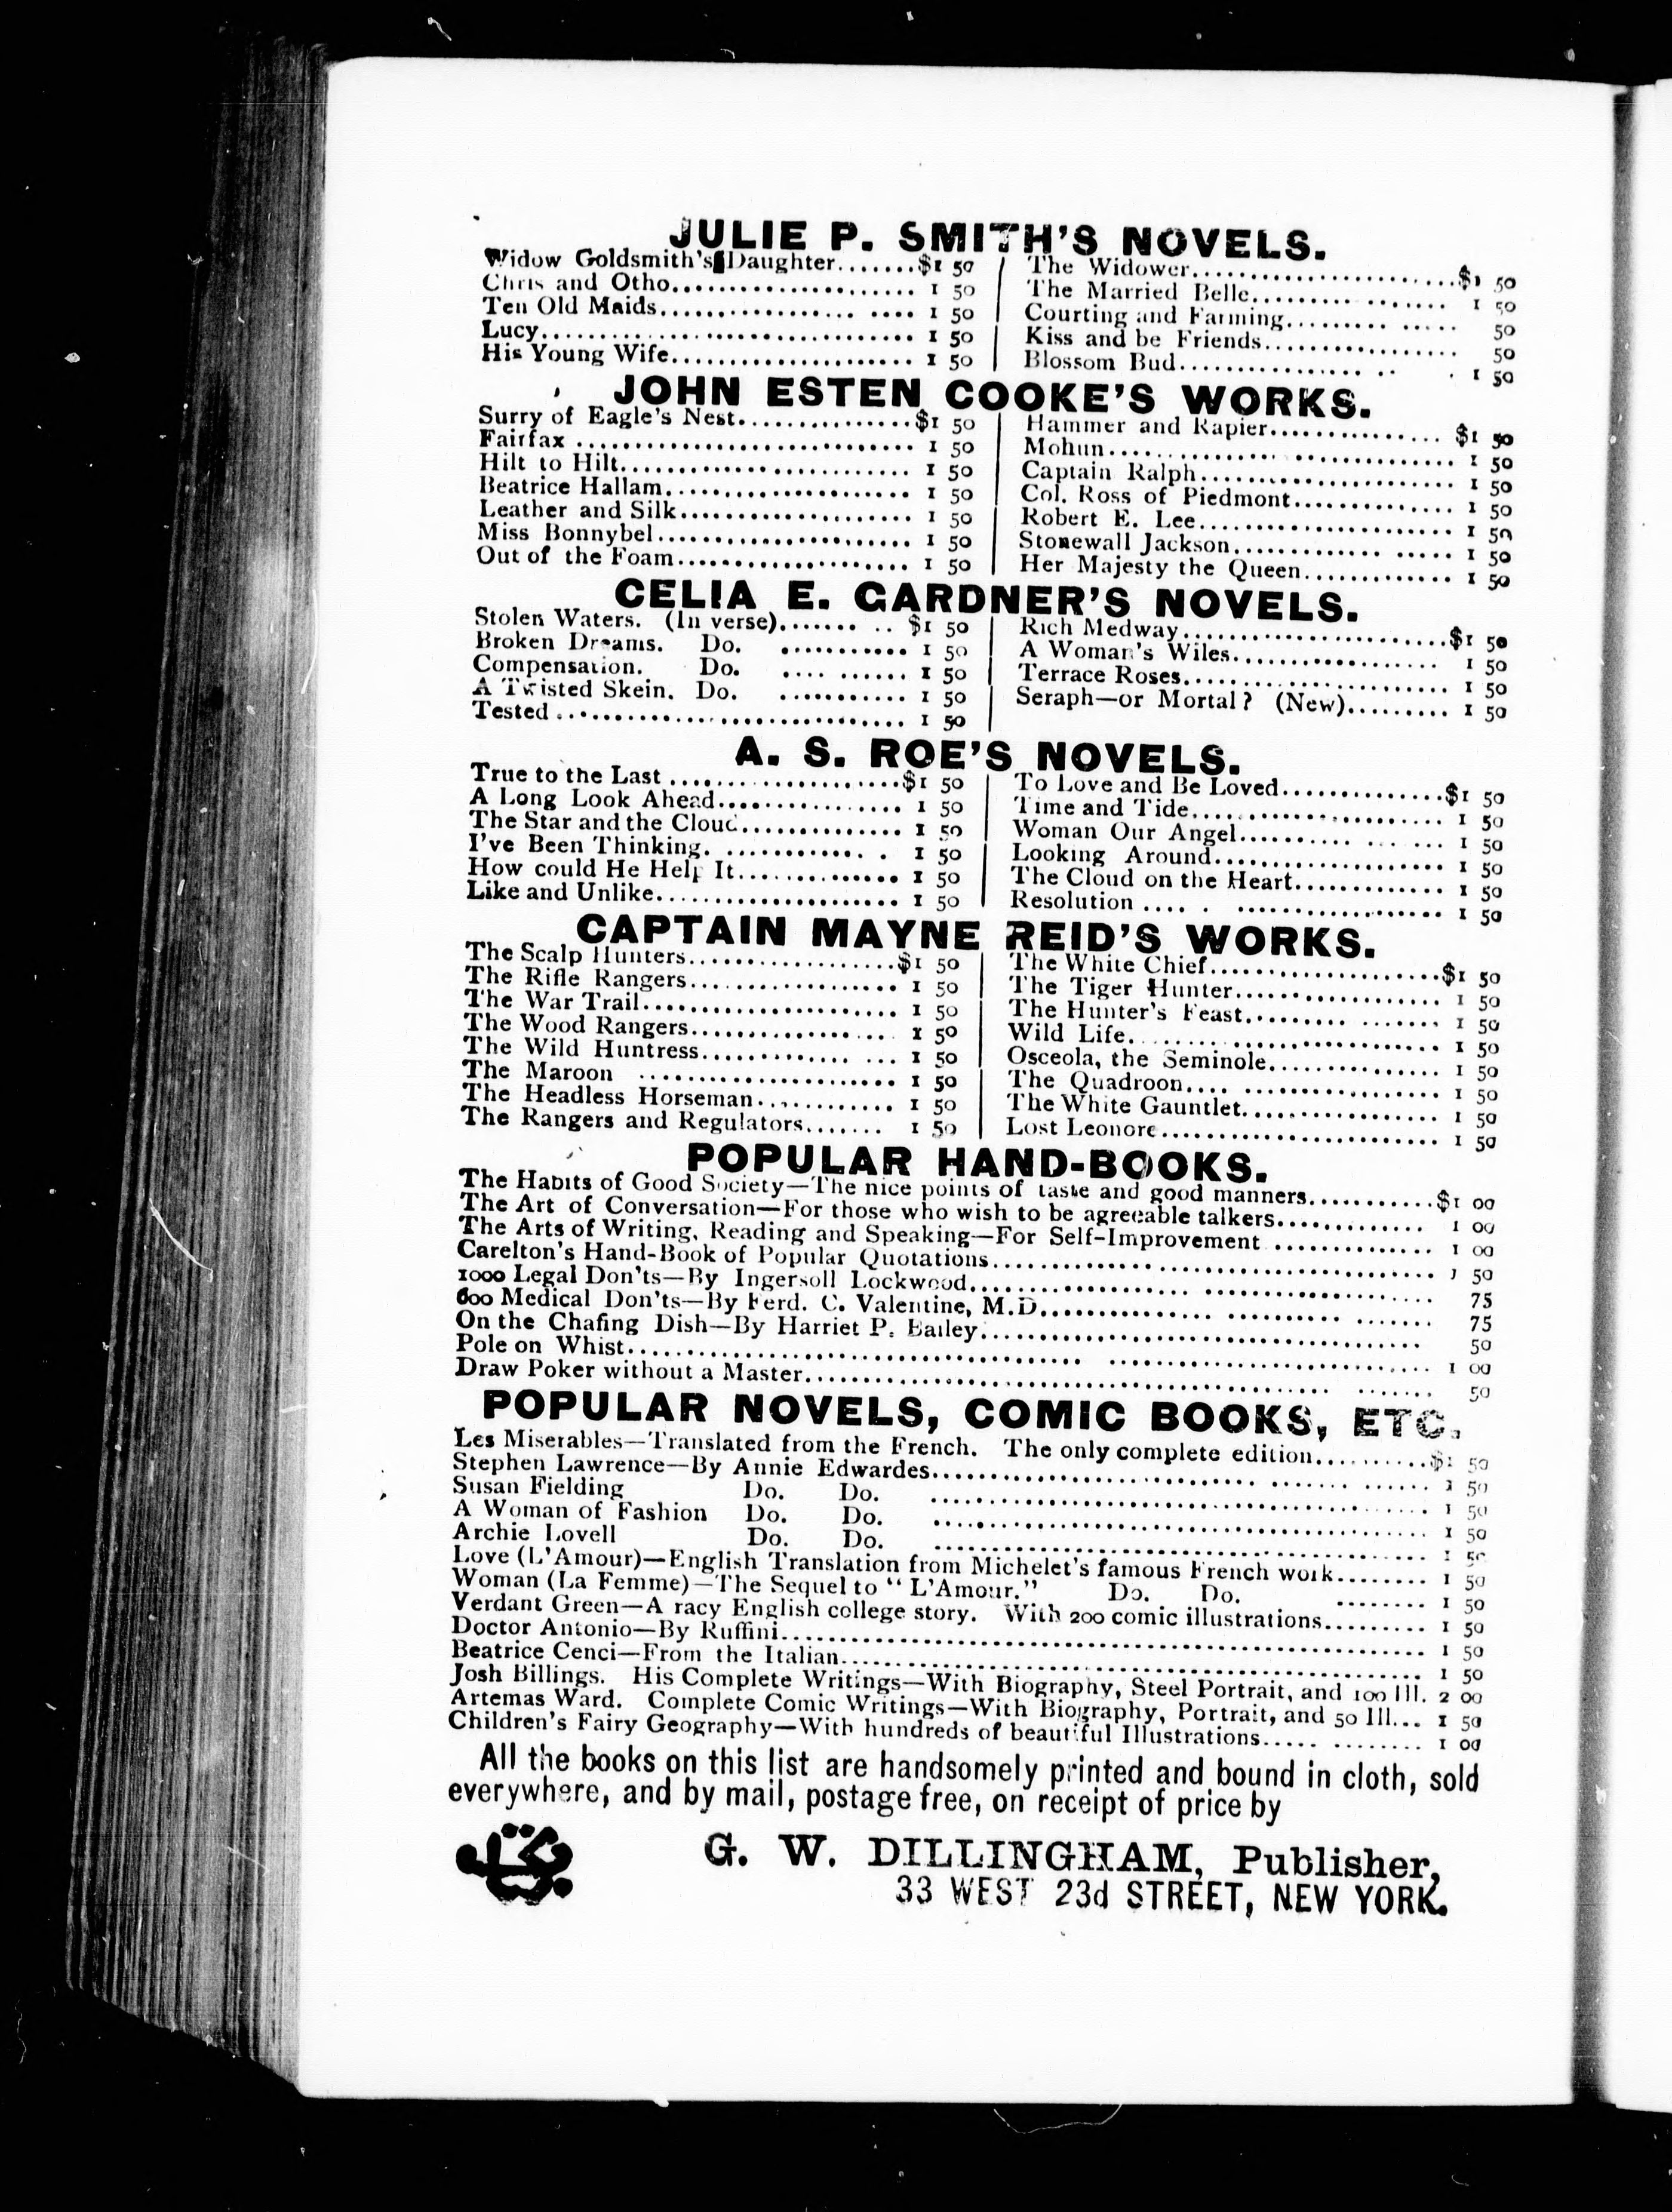 JULIE P. SMITH'S NOVELS.
Widow Goldsmith's Daughter.......$1 50
Chris and Otho..................... 1 50
Ten Old Maids................. .... 1 50
Lucy................................. 1 50
His Young Wife..................... 1 50
The Widower.......................$1 50
The Married Belle.......... ....... 1 50
Courting and Farming......... ..... 50
Kiss and be Friends................. 50
Blossom Bud................ .. . 1 50
JOHN ESTEN COOKE'S WORKS.
Surry of Eagle's Nest...............$1 50
Fairfax ............................. 1 50
Hilt to Hilt......................... 1 50
Beatrice Hallam..................... 1 50
Leather and Silk.................... 1 50
Miss Bonnybel...................... 1 50
Out of the Foam.................... 1 50
Hammer and Rapier............... $1 50
Mohun.............................. 1 50
Captain Ralph...................... 1 50
Col. Ross of Piedmont.............. 1 50
Robert E. Lee...................... 1 50
Stonewall Jackson............. ..... 1 50
Her Majesty the Queen............. 1 50
CELIA E. GARDNER'S NOVELS.
Stolen Waters. (In verse)....... .. $1 50
Broken Dreams. Do. ........... 1 50
Compensation. Do. .... ...... 1 50
A Twisted Skein. Do. ........... 1 50
Tested .............................. 1 50
Rich Medway.......................$1 50
A Woman's Wiles.................. 1 50
Terrace Roses....................... 1 50
Seraph—or Mortal? (New)......... 1 50
A. S. ROE'S NOVELS.
True to the Last ....................$1 50
A Long Look Ahead................ 1 50
The Star and the Cloud.............. 1 50
I've Been Thinking. ............. . 1 50
How could He Help It.............. 1 50
Like and Unlike..................... 1 50
To Love and Be Loved..............$1 50
Time and Tide...................... 1 50
Woman Our Angel.......... ....... 1 50
Looking Around.................... 1 50
The Cloud on the Heart............. 1 50
Resolution .... . .................. 1 50
CAPTAIN MAYNE REID'S WORKS.
The Scalp Hunters..................$1 50
The Rifle Rangers.................. 1 50
The War Trail...................... 1 50
The Wood Rangers................. 1 50
The Wild Huntress............. ... 1 50
The Maroon ....................... 1 50
The Headless Horseman............ 1 50
The Rangers and Regulators....... 1 50
The White Chief....................$1 50
The Tiger Hunter.................. 1 50
The Hunter's Feast......... ....... 1 50
Wild Life........................... 1 50
Osceola, the Seminole............... 1 50
The Quadroon.... ................. 1 50
The White Gauntlet................. 1 50
Lost Leonore........................ 1 50
POPULAR HAND-BOOKS.
The Habits of Good Society—The nice points of taste and good manners...........$1 00
The Art of Conversation—For those who wish to be agreeable talkers............. 1 00
The Arts of Writing, Reading and Speaking—For Self-Improvement .............. 1 00
Carelton's Hand-Book of Popular Quotations...................................... 1 50
1000 Legal Don'ts—By Ingersoll Lockwood......................................... 75
600 Medical Don'ts—By Ferd. C. Valentine, M.D.............. .......... ....... 75
On the Chafing Dish—By Harriet P. Bailey....................................... 50
Pole on Whist........................................ ............................ 1 00
Draw Poker without a Master............................................. ....... 50
POPULAR NOVELS, COMIC BOOKS, ETC.
Les Miserables—Translated from the French. The only complete edition..........$1 50
Stephen Lawrence—By Annie Edwardes............................ ....... ...... 1 50
Susan Fielding Do. Do. ............................................. 1 50
A Woman of Fashion Do. Do. ............................................. 1 50
Archie Lovell Do. Do. ............................................. 1 50
Love (L'Amour)—English Translation from Michelet's famous French work........ 1 50
Woman (La Femme)—The Sequel to "L'Amour." Do. Do. ........ 1 50
Verdant Green—A racy English college story. With 200 comic illustrations......... 1 50
Doctor Antonio—By Ruffini........................................................ 1 50
Beatrice Cenci—From the Italian.................................................. 1 50
Josh Billings. His Complete Writings—With Biography, Steel Portrait, and 100 Ill. 2 00
Artemas Ward. Complete Comic Writings—With Biography, Portrait, and 50 Ill... 1 50
Children's Fairy Geography—With hundreds of beautiful Illustrations..... ........ 1 00
All the books on this list are handsomely printed and bound in cloth, sold
everywhere, and by mail, postage free, on receipt of price by
G. W. DILLINGHAM, Publisher,
33 WEST 23d STREET, NEW YORK.